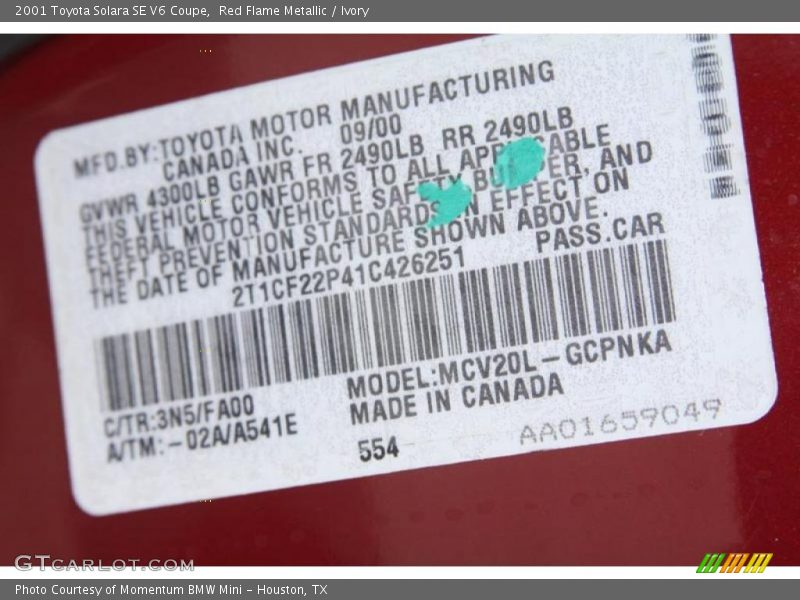 2001 Toyota Solara SE V6 Coupe,  Red Flame Metallic / Ivory
MFD.BY:TOYOTA MOTOR MANUFACTURING
CANADA INC. 09/00
GVWR 4300LB GAWR FR 2490LB RR 2490LB
THIS VEHICLE CONFORMS TO ALL APPLICABLE
FEDERAL MOTOR VEHICLE SAFETY BUMPER, AND
THEFT PREVENTION STANDARDS IN EFFECT ON
THE DATE OF MANUFACTURE SHOWN ABOVE.
2T1CF22P41C426251 PASS.CAR
C/TR:3N5/FA00 MODEL:MCV20L-GCPNKA
A/TM:-02A/A541E MADE IN CANADA
554 AA01659049
GTCARLOT.COM
Photo Courtesy of Momentum BMW Mini - Houston, TX